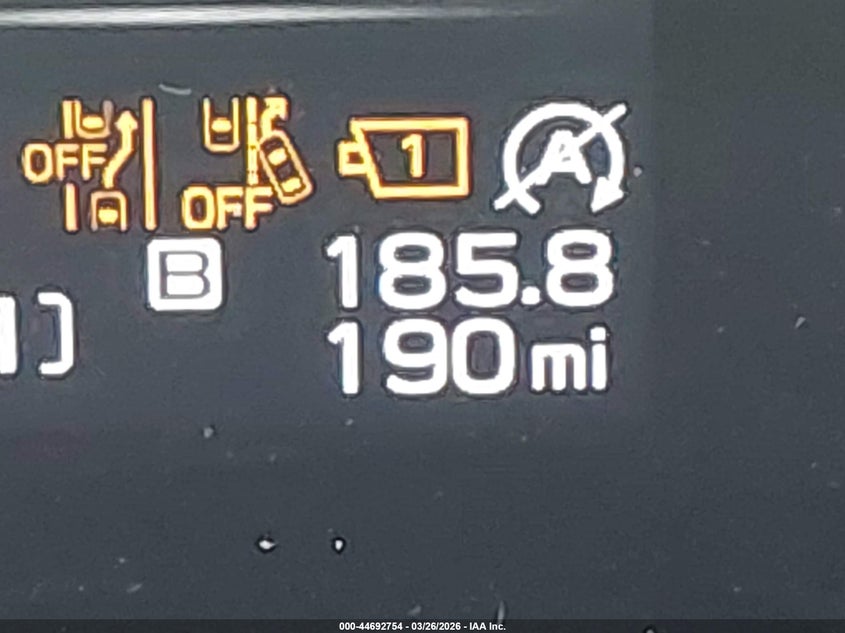 OFF OFF 1 A
B 185.8
190 mi
000-44692754 - 03/26/2026 - IAA Inc.